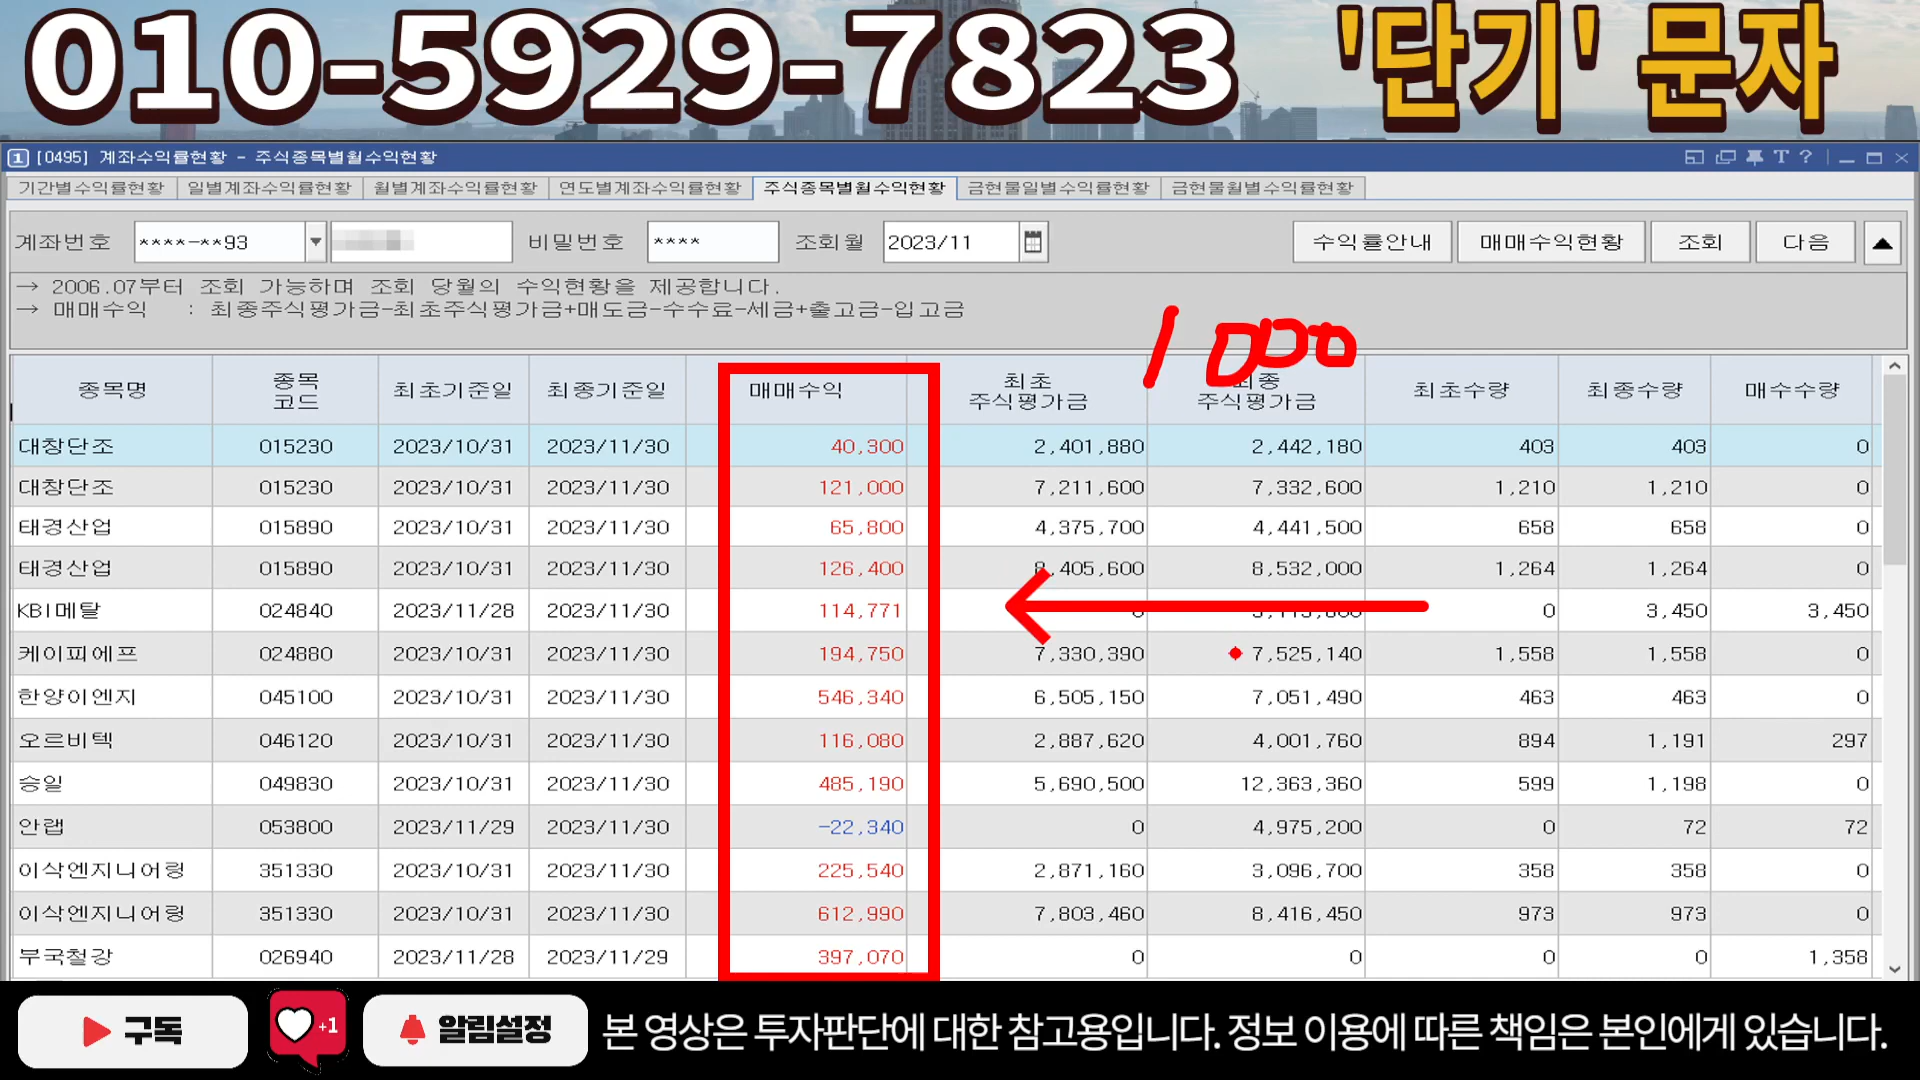 010-5929-7823 '단기' 문자
1 [0495] 계좌수익률현황 - 주식종목별월수익현황
기간별수익률현황 일별계좌수익률현황 월별계좌수익률현황 연도별계좌수익률현황 주식종목별월수익현황 금현물일별수익률현황 금현물월별수익률현황
계좌번호 ****-**93 비밀번호 **** 조회월 2023/11 수익률안내 매매수익현황 조회 다음
→ 2006.07부터 조회 가능하며 조회 당월의 수익현황을 제공합니다.
→ 매매수익 : 최종주식평가금-최초주식평가금+매도금-수수료-세금+출고금-입고금
1000
종목명 종목코드 최초기준일 최종기준일 매매수익 최초주식평가금 최종주식평가금 최초수량 최종수량 매수수량
대창단조 015230 2023/10/31 2023/11/30 40,300 2,401,880 2,442,180 403 403 0
대창단조 015230 2023/10/31 2023/11/30 121,000 7,211,600 7,332,600 1,210 1,210 0
태경산업 015890 2023/10/31 2023/11/30 65,800 4,375,700 4,441,500 658 658 0
태경산업 015890 2023/10/31 2023/11/30 126,400 8,405,600 8,532,000 1,264 1,264 0
KBI메탈 024840 2023/11/28 2023/11/30 114,771 0 0 3,450 3,450
케이피에프 024880 2023/10/31 2023/11/30 194,750 7,330,390 7,525,140 1,558 1,558 0
한양이엔지 045100 2023/10/31 2023/11/30 546,340 6,505,150 7,051,490 463 463 0
오르비텍 046120 2023/10/31 2023/11/30 116,080 2,887,620 4,001,760 894 1,191 297
승일 049830 2023/10/31 2023/11/30 485,190 5,690,500 12,363,360 599 1,198 0
안랩 053800 2023/11/29 2023/11/30 -22,340 0 4,975,200 0 72 72
이삭엔지니어링 351330 2023/10/31 2023/11/30 225,540 2,871,160 3,096,700 358 358 0
이삭엔지니어링 351330 2023/10/31 2023/11/30 612,990 7,803,460 8,416,450 973 973 0
부국철강 026940 2023/11/28 2023/11/29 397,070 0 0 0 0 1,358
구독 +1 알림설정 본 영상은 투자판단에 대한 참고용입니다. 정보 이용에 따른 책임은 본인에게 있습니다.